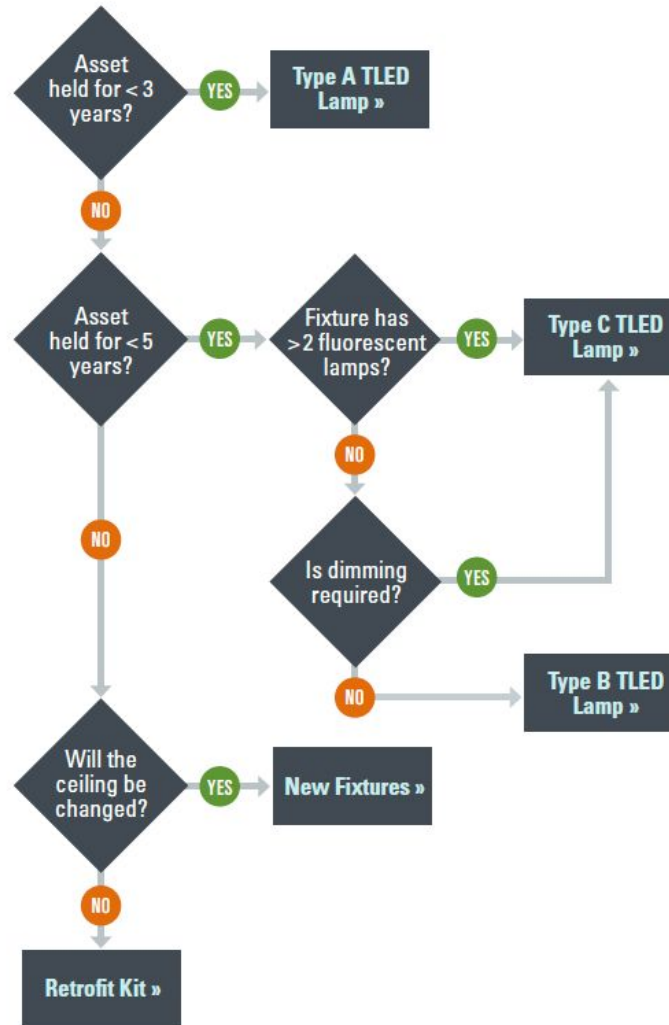 Asset
held for < 3
years?
YES
Type A TLED
Lamp »
NO
Asset
held for < 5
years?
YES
Fixture has
>2 fluorescent
lamps?
YES
Type C TLED
Lamp »
NO
NO
Is dimming
required?
YES
NO
Type B TLED
Lamp »
Will the
ceiling be
changed?
YES
New Fixtures »
NO
Retrofit Kit »